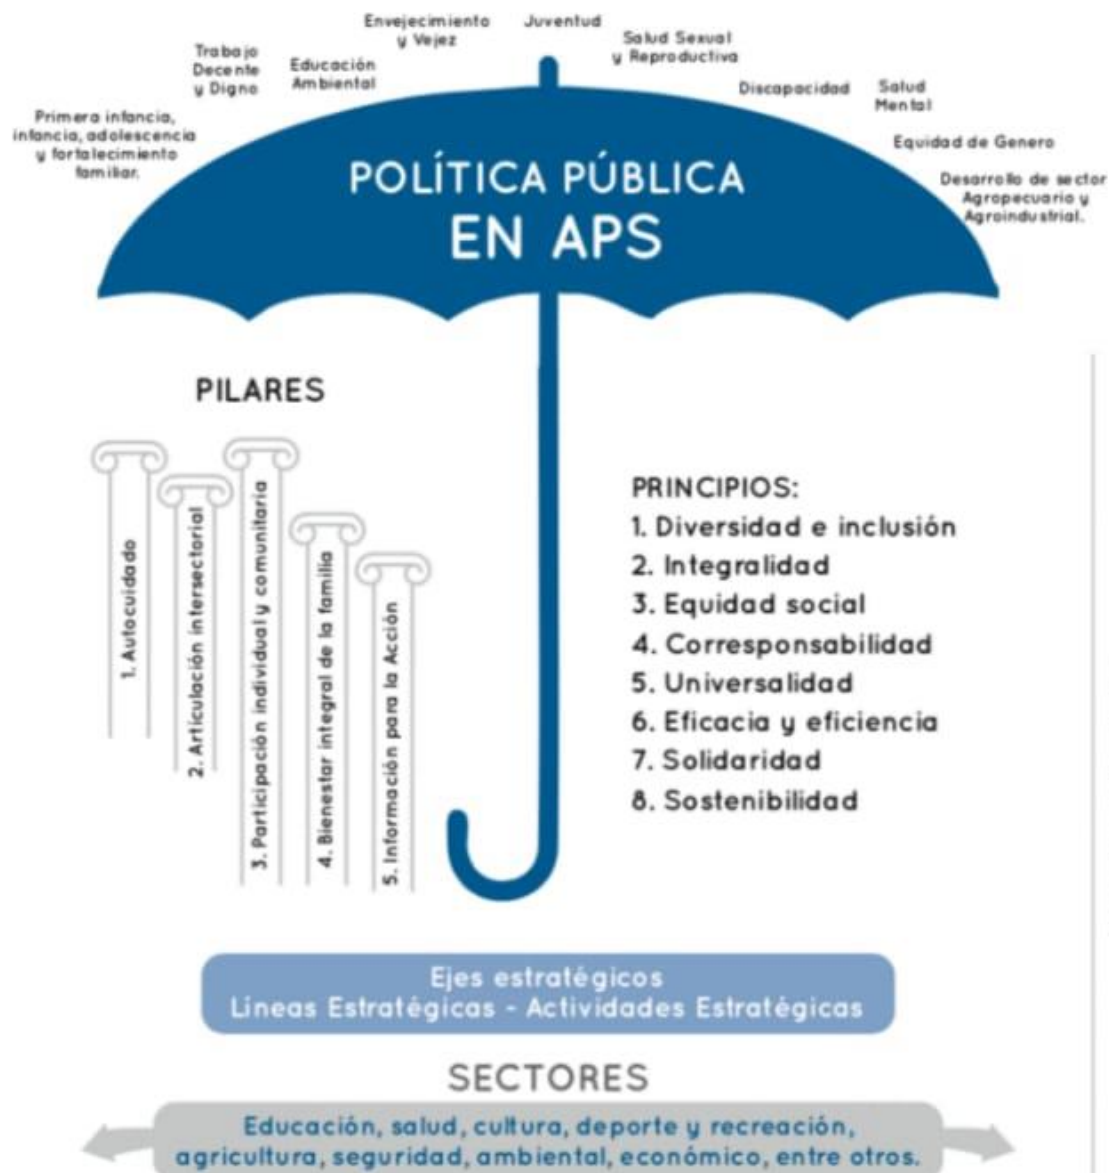 Envejecimiento
y Vejez
Juventud
Trabajo
Decente
y Digno
Educación
Ambiental
Salud Sexual
y Reproductiva
Discapacidad
Salud
Mental
Primera infancia,
infancia, adolescencia
y fortalecimiento
familiar.
Equidad de Genero
Desarrollo de sector
Agropecuario y
Agroindustrial.
POLÍTICA PÚBLICA
EN APS
PILARES
1. Autocuidado
2. Articulación intersectorial
3. Participación individual y comunitaria
4. Bienestar integral de la familia
5. Información para la Acción
PRINCIPIOS:
1. Diversidad e inclusión
2. Integralidad
3. Equidad social
4. Corresponsabilidad
5. Universalidad
6. Eficacia y eficiencia
7. Solidaridad
8. Sostenibilidad
Ejes estratégicos
Líneas Estratégicas - Actividades Estratégicas
SECTORES
Educación, salud, cultura, deporte y recreación,
agricultura, seguridad, ambiental, económico, entre otros.